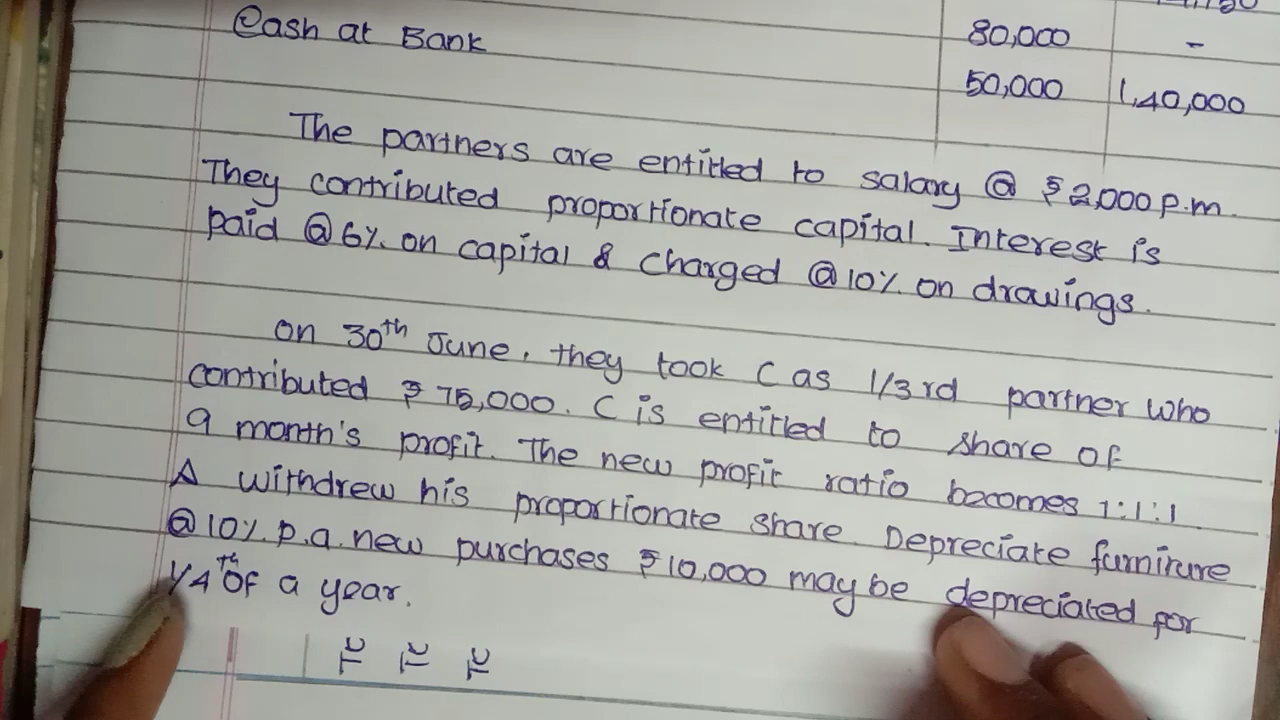 Cash at Bank 80,000 -
50,000 1,40,000
The partners are entitled to salary @ ₹2,000 p.m.
They contributed proportionate capital. Interest is
paid @ 6% on capital & charged @ 10% on drawings.
on 30th June, they took C as 1/3rd partner who
contributed ₹ 75,000. C is entitled to share of
9 month's profit. The new profit ratio becomes 1:1:1
A withdrew his proportionate share. Depreciate furniture
@ 10% p.a. new purchases ₹10,000 may be depreciated for
1/4th of a year.